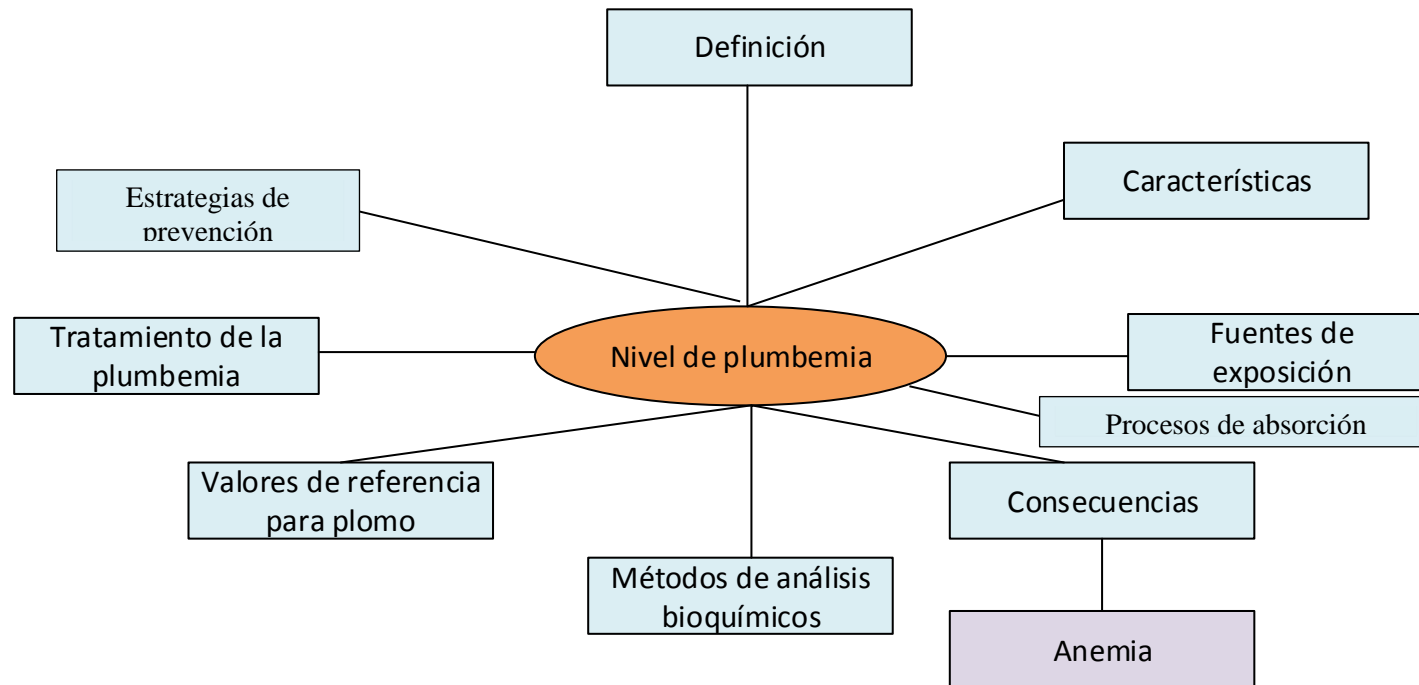 Definición
Características
Estrategias de
prevención
Tratamiento de la
plumbemia
Nivel de plumbemia
Fuentes de
exposición
Procesos de absorción
Valores de referencia
para plomo
Consecuencias
Métodos de análisis
bioquímicos
Anemia